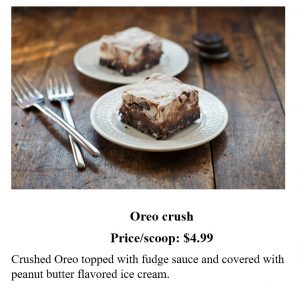 Oreo crush
Price/scoop: $4.99
Crushed Oreo topped with fudge sauce and covered with
peanut butter flavored ice cream.